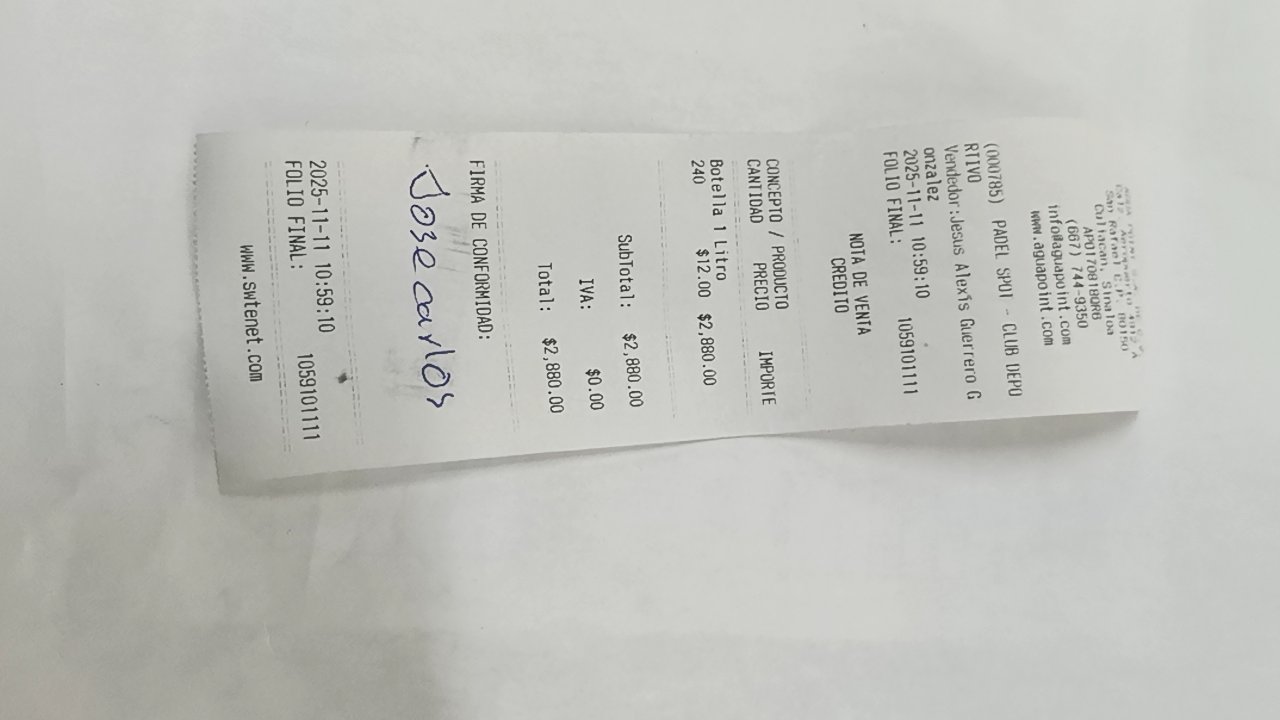 San Rafael C.P. 80150
Culiacan, Sinaloa
APO170818QR6
(667) 744-9350
info@aguapoint.com
www.aguapoint.com
(000785) PADEL SPOT - CLUB DEPO
RTIVO
Vendedor:Jesus Alexis Guerrero G
onzalez
2025-11-11 10:59:10
FOLIO FINAL: 1059101111
NOTA DE VENTA
CREDITO
CONCEPTO / PRODUCTO
CANTIDAD PRECIO IMPORTE
Botella 1 Litro
240 $12.00 $2,880.00
SubTotal: $2,880.00
IVA: $0.00
Total: $2,880.00
FIRMA DE CONFORMIDAD:
Jose carlos
2025-11-11 10:59:10
FOLIO FINAL: 1059101111
www.swtenet.com